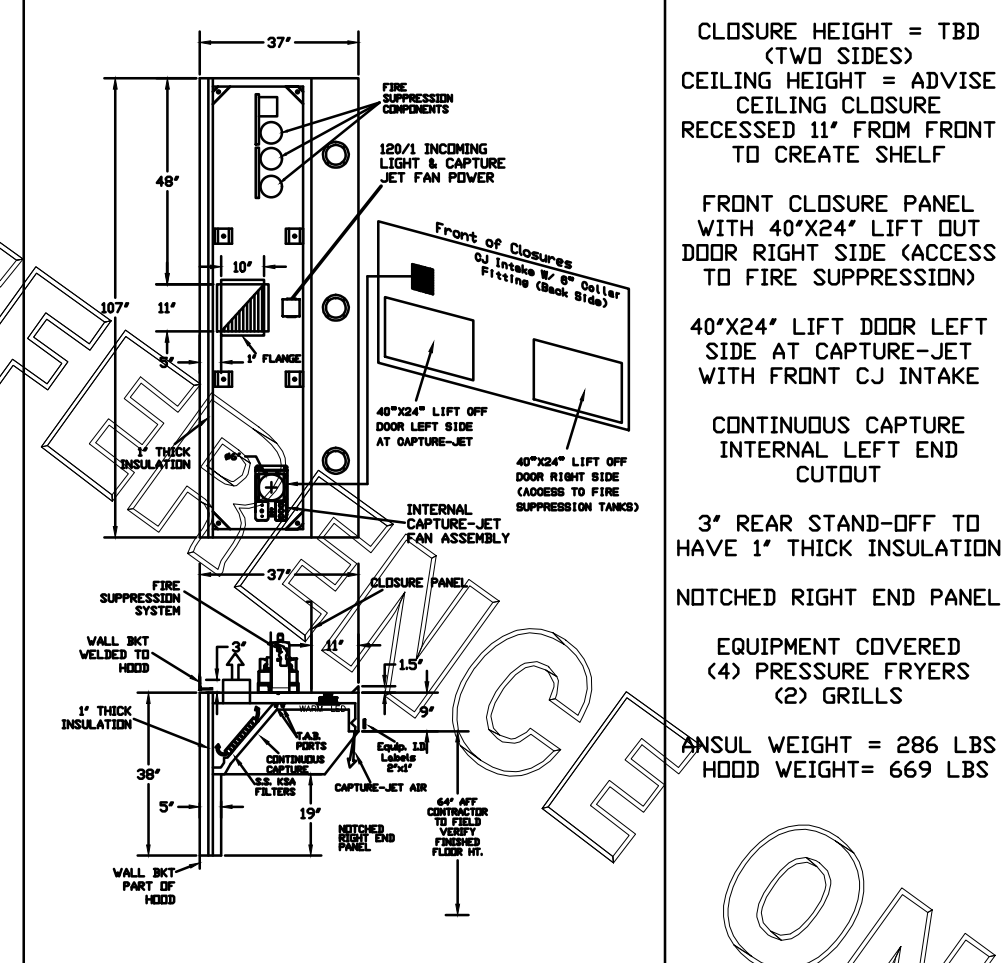 37"
FIRE
SUPPRESSION
COMPONENTS
120/1 INCOMING
LIGHT & CAPTURE
JET FAN POWER
48"
10"
107"
11"
5"
1" FLANGE
1" THICK
INSULATION
ø6"
INTERNAL
CAPTURE-JET
FAN ASSEMBLY
Front of Closures
CJ Intake W/ 6" Collar
Fitting (Back Side)
40"X24" LIFT OFF
DOOR LEFT SIDE
AT CAPTURE-JET
40"X24" LIFT OFF
DOOR RIGHT SIDE
(ACCESS TO FIRE
SUPPRESSION TANKS)
37"
CLOSURE PANEL
FIRE
SUPPRESSION
SYSTEM
WALL BKT
WELDED TO
HOOD
3"
11"
1.5"
9"
1" THICK
INSULATION
WARM LED
T.A.B.
PORTS
CONTINUOUS
CAPTURE
S.S. KSA
FILTERS
Equip. I.D
Labels
2"x1"
CAPTURE-JET AIR
38"
5"
19"
NOTCHED
RIGHT END
PANEL
64" AFF
CONTRACTOR
TO FIELD
VERIFY
FINISHED
FLOOR HT.
WALL BKT
PART OF
HOOD
CLOSURE HEIGHT = TBD
(TWO SIDES)
CEILING HEIGHT = ADVISE
CEILING CLOSURE
RECESSED 11" FROM FRONT
TO CREATE SHELF
FRONT CLOSURE PANEL
WITH 40"X24" LIFT OUT
DOOR RIGHT SIDE (ACCESS
TO FIRE SUPPRESSION)
40"X24" LIFT DOOR LEFT
SIDE AT CAPTURE-JET
WITH FRONT CJ INTAKE
CONTINUOUS CAPTURE
INTERNAL LEFT END
CUTOUT
3" REAR STAND-OFF TO
HAVE 1" THICK INSULATION
NOTCHED RIGHT END PANEL
EQUIPMENT COVERED
(4) PRESSURE FRYERS
(2) GRILLS
ANSUL WEIGHT = 286 LBS
HOOD WEIGHT= 669 LBS